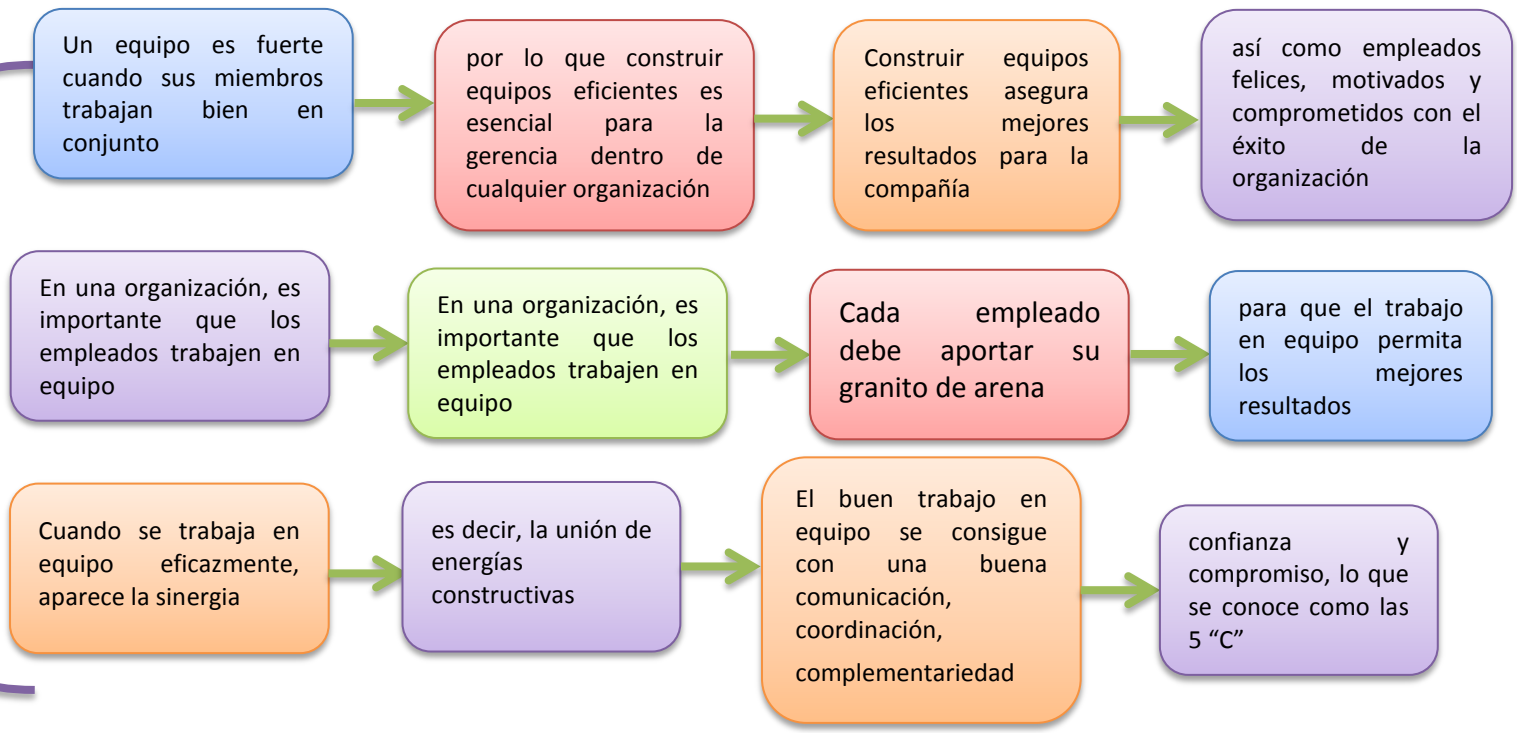 Un equipo es fuerte
cuando sus miembros
trabajan bien en
conjunto
por lo que construir
equipos eficientes es
esencial para la
gerencia dentro de
cualquier organización
Construir equipos
eficientes asegura
los mejores
resultados para la
compañía
así como empleados
felices, motivados y
comprometidos con el
éxito de la
organización
En una organización, es
importante que los
empleados trabajen en
equipo
En una organización, es
importante que los
empleados trabajen en
equipo
Cada empleado
debe aportar su
granito de arena
para que el trabajo
en equipo permita
los mejores
resultados
Cuando se trabaja en
equipo eficazmente,
aparece la sinergia
es decir, la unión de
energías
constructivas
El buen trabajo en
equipo se consigue
con una buena
comunicación,
coordinación,
complementariedad
confianza y
compromiso, lo que
se conoce como las
5 “C”